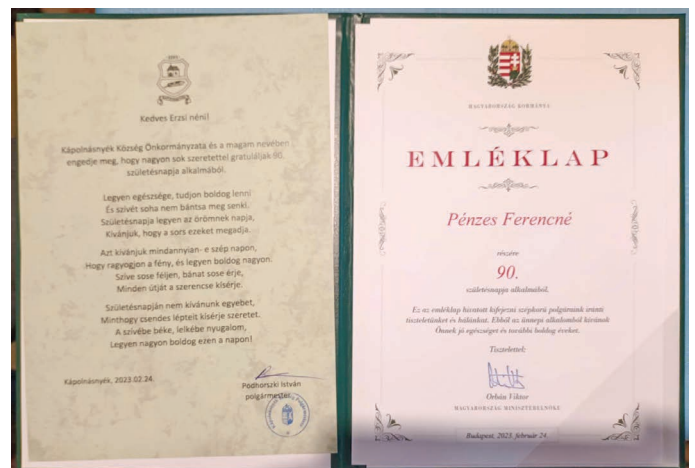 Kedves Erzsi néni!
Kápolnásnyék Község Önkormányzata és a magam nevében
engedje meg, hogy nagyon sok szeretettel gratuláljak 90.
születésnapja alkalmából.
Legyen egészsége, tudjon boldog lenni
És szívét soha nem bántsa meg senki,
Születésnapja legyen az örömnek napja,
Kívánjuk, hogy a sors ezeket megadja.
Azt kívánjuk mindannyian- e szép napon,
Hogy ragyogjon a fény, és legyen boldog nagyon.
Szíve sose féljen, bánat sose érje,
Minden útját a szerencse kísérje.
Születésnapján nem kívánunk egyebet,
Minthogy csendes lépteit kísérje szeretet.
A szívébe béke, lelkébe nyugalom,
Legyen nagyon boldog ezen a napon!
Kápolnásnyék, 2023.02.24.
Podhorszki István
polgármester
MAGYARORSZÁG KORMÁNYA
EMLÉKLAP
Pénzes Ferencné
részére
90.
születésnapja alkalmából.
Ez az emléklap hivatott kifejezni szépkorú polgáraink iránti
tiszteletünket és hálánkat. Ebből az ünnepi alkalomból kívánok
Önnek jó egészséget és további boldog éveket.
Tisztelettel:
Orbán Viktor
MAGYARORSZÁG MINISZTERELNÖKE
Budapest, 2023. február 24.